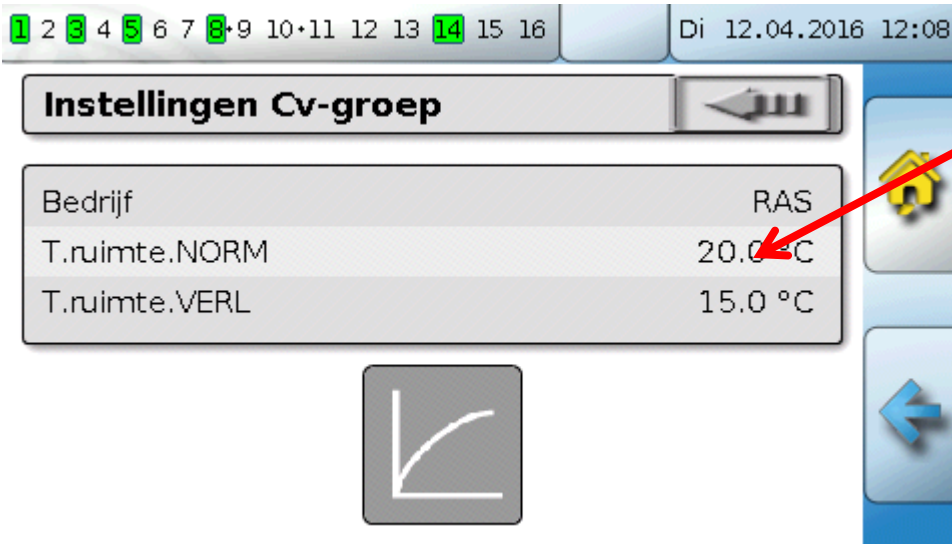 1 2 3 4 5 6 7 8+9 10+11 12 13 14 15 16 Di 12.04.2016 12:08
Instellingen Cv-groep
Bedrijf RAS
T.ruimte.NORM 20.0 °C
T.ruimte.VERL 15.0 °C